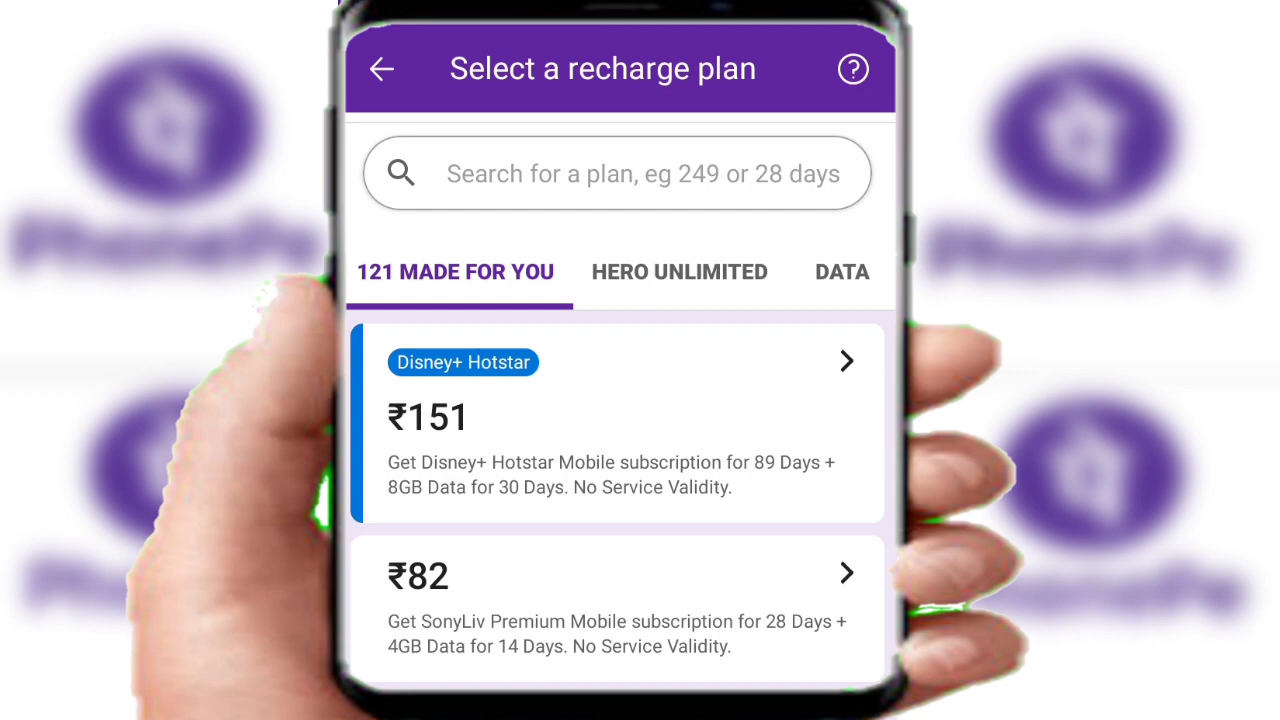 Select a recharge plan
Search for a plan, eg 249 or 28 days
121 MADE FOR YOU HERO UNLIMITED DATA
Disney+ Hotstar
₹151
Get Disney+ Hotstar Mobile subscription for 89 Days +
8GB Data for 30 Days. No Service Validity.
₹82
Get SonyLiv Premium Mobile subscription for 28 Days +
4GB Data for 14 Days. No Service Validity.
PhonePe
PhonePe